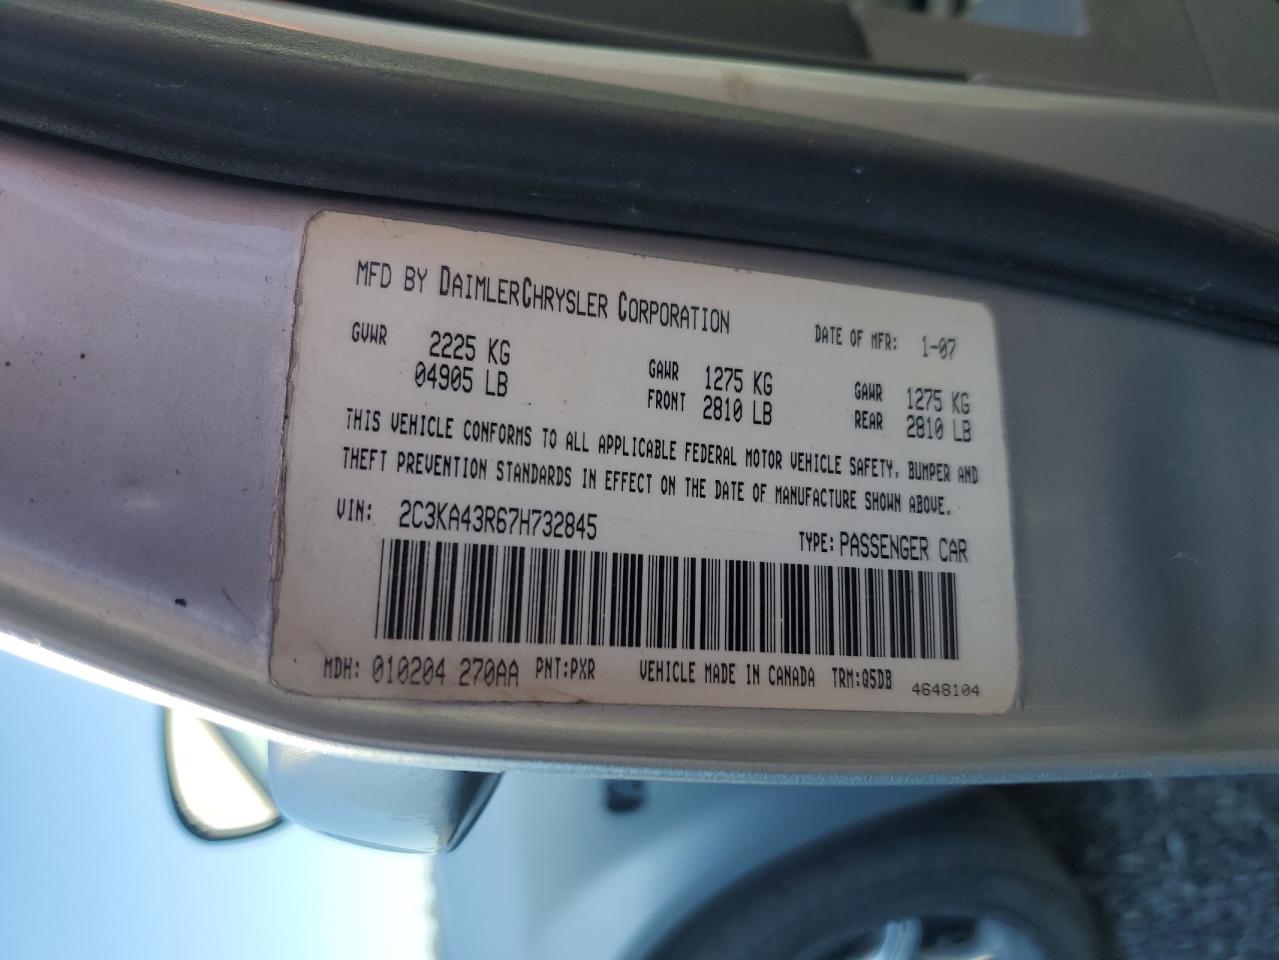 MFD BY DAIMLERCHRYSLER CORPORATION DATE OF MFR: 1-07
GVWR 2225 KG GAWR 1275 KG GAWR 1275 KG
04905 LB FRONT 2810 LB REAR 2810 LB
THIS VEHICLE CONFORMS TO ALL APPLICABLE FEDERAL MOTOR VEHICLE SAFETY, BUMPER AND
THEFT PREVENTION STANDARDS IN EFFECT ON THE DATE OF MANUFACTURE SHOWN ABOVE.
VIN: 2C3KA43R67H732845 TYPE: PASSENGER CAR
MDH: 010204 270AA PNT:PXR VEHICLE MADE IN CANADA TRM:Q5DB 4648104